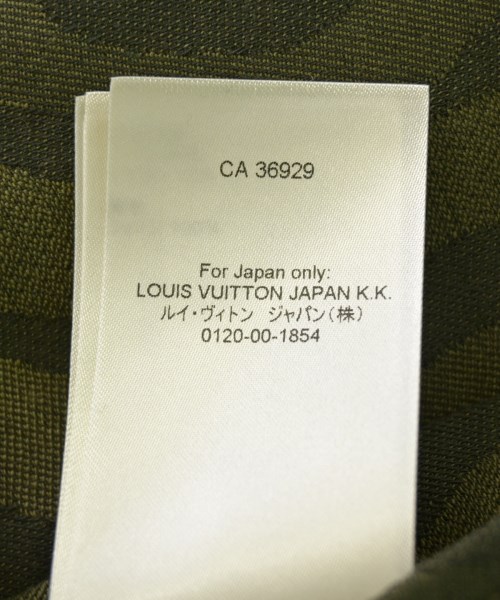 CA 36929
For Japan only:
LOUIS VUITTON JAPAN K.K.
ルイ・ヴィトン ジャパン(株)
0120-00-1854